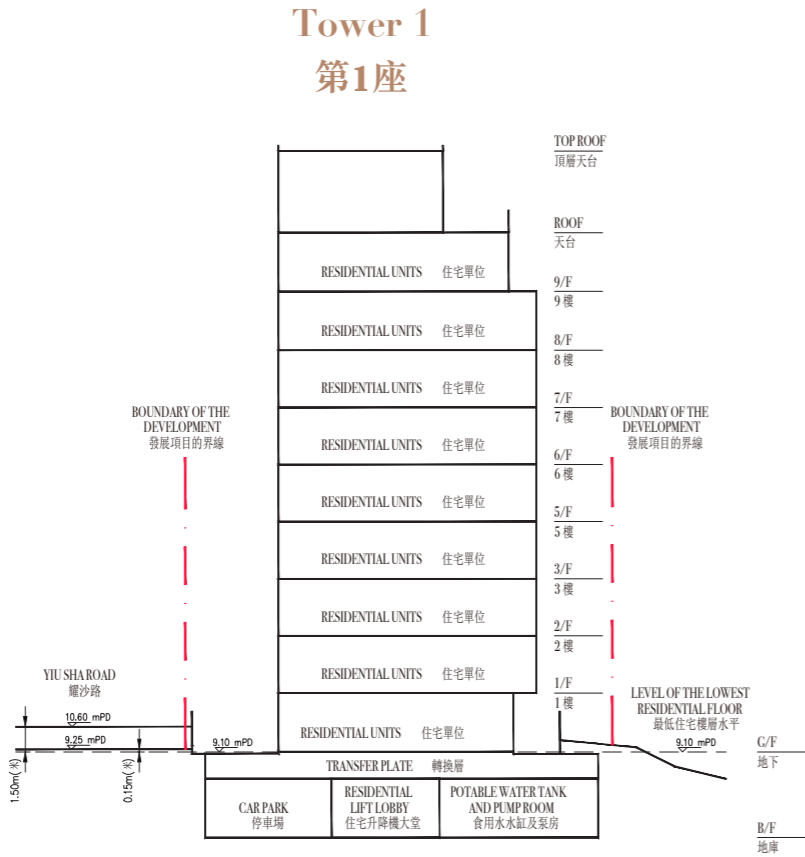 Tower 1
第1座
TOP ROOF
頂層天台
ROOF
天台
RESIDENTIAL UNITS 住宅單位
9/F
9 樓
RESIDENTIAL UNITS 住宅單位
8/F
8 樓
RESIDENTIAL UNITS 住宅單位
7/F
7 樓
BOUNDARY OF THE
DEVELOPMENT
發展項目的界線
BOUNDARY OF THE
DEVELOPMENT
發展項目的界線
RESIDENTIAL UNITS 住宅單位
6/F
6 樓
RESIDENTIAL UNITS 住宅單位
5/F
5 樓
RESIDENTIAL UNITS 住宅單位
3/F
3 樓
RESIDENTIAL UNITS 住宅單位
2/F
2 樓
RESIDENTIAL UNITS 住宅單位
1/F
1 樓
YIU SHA ROAD
耀沙路
LEVEL OF THE LOWEST
RESIDENTIAL FLOOR
最低住宅樓層水平
10.60 mPD
9.25 mPD
9.10 mPD
RESIDENTIAL UNITS 住宅單位
9.10 mPD
G/F
地下
1.50m(米)
0.15m(米)
TRANSFER PLATE 轉換層
CAR PARK
停車場
RESIDENTIAL
LIFT LOBBY
住宅升降機大堂
POTABLE WATER TANK
AND PUMP ROOM
食用水水缸及泵房
B/F
地庫